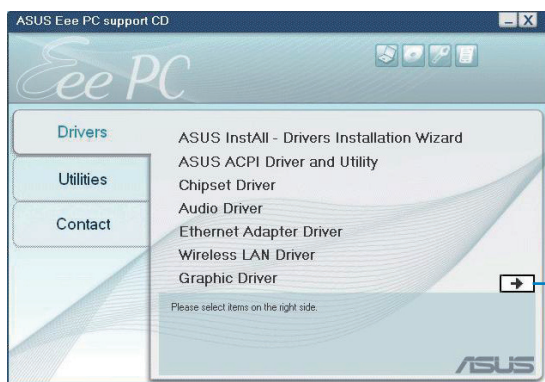 ASUS Eee PC support CD
Eee PC
Drivers
Utilities
Contact
ASUS InstAll - Drivers Installation Wizard
ASUS ACPI Driver and Utility
Chipset Driver
Audio Driver
Ethernet Adapter Driver
Wireless LAN Driver
Graphic Driver
Please select items on the right side.
ASUS